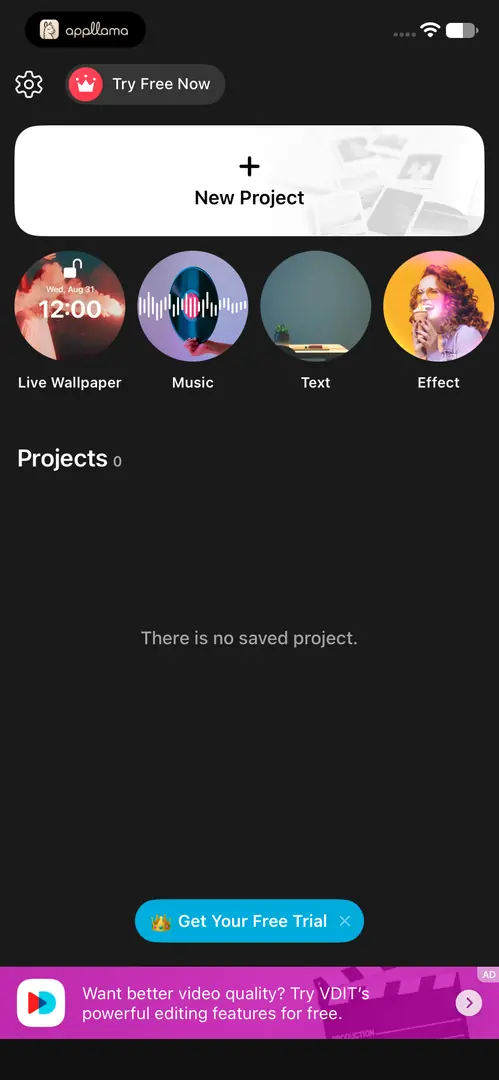 appllama
Try Free Now
New Project
Wed, Aug 31
12:00
Live Wallpaper
Music
Text
Effect
Projects 0
There is no saved project.
Get Your Free Trial
AD
Want better video quality? Try VDIT’s
powerful editing features for free.
PRODUCTION